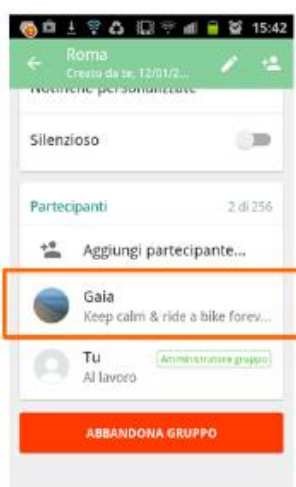 15:42
Roma
Creato da te, 12/01/2...
Notifiche personalizzate
Silenzioso
Partecipanti 2 di 256
Aggiungi partecipante...
Gaia
Keep calm & ride a bike forev...
Tu Amministratore gruppo
Al lavoro
ABBANDONA GRUPPO